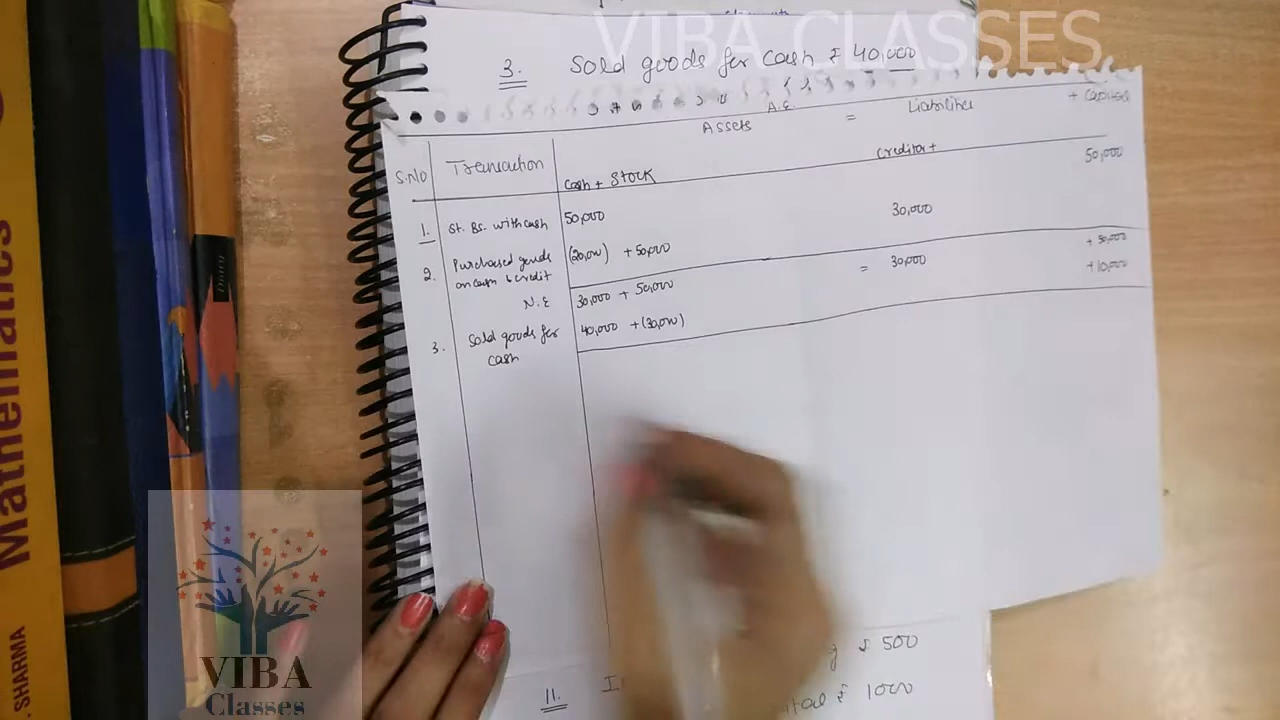 VIBA CLASSES
3. Sold goods for cash ₹ 40,000
A.E
Assets = Liabilities + Capital
S.NO Transaction
Cash + Stock Creditor +
1. St. Bs. with cash 50,000 50,000
2. Purchased goods on cash & credit (20,000) + 50,000 30,000
N.E 30,000 + 50,000 = 30,000 + 50,000
3. Sold goods for cash 40,000 + (30,000) + 10,000
500
11. 1000
Mathematics
. SHARMA
VIBA
Classes